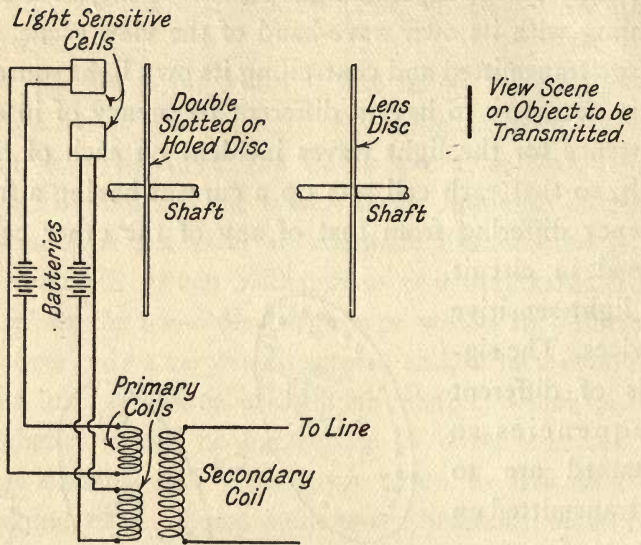 Light Sensitive
Cells
Double
Slotted or
Holed Disc
Lens
Disc
View Scene
or Object to be
Transmitted.
Shaft
Shaft
Batteries
Primary
Coils
To Line
Secondary
Coil